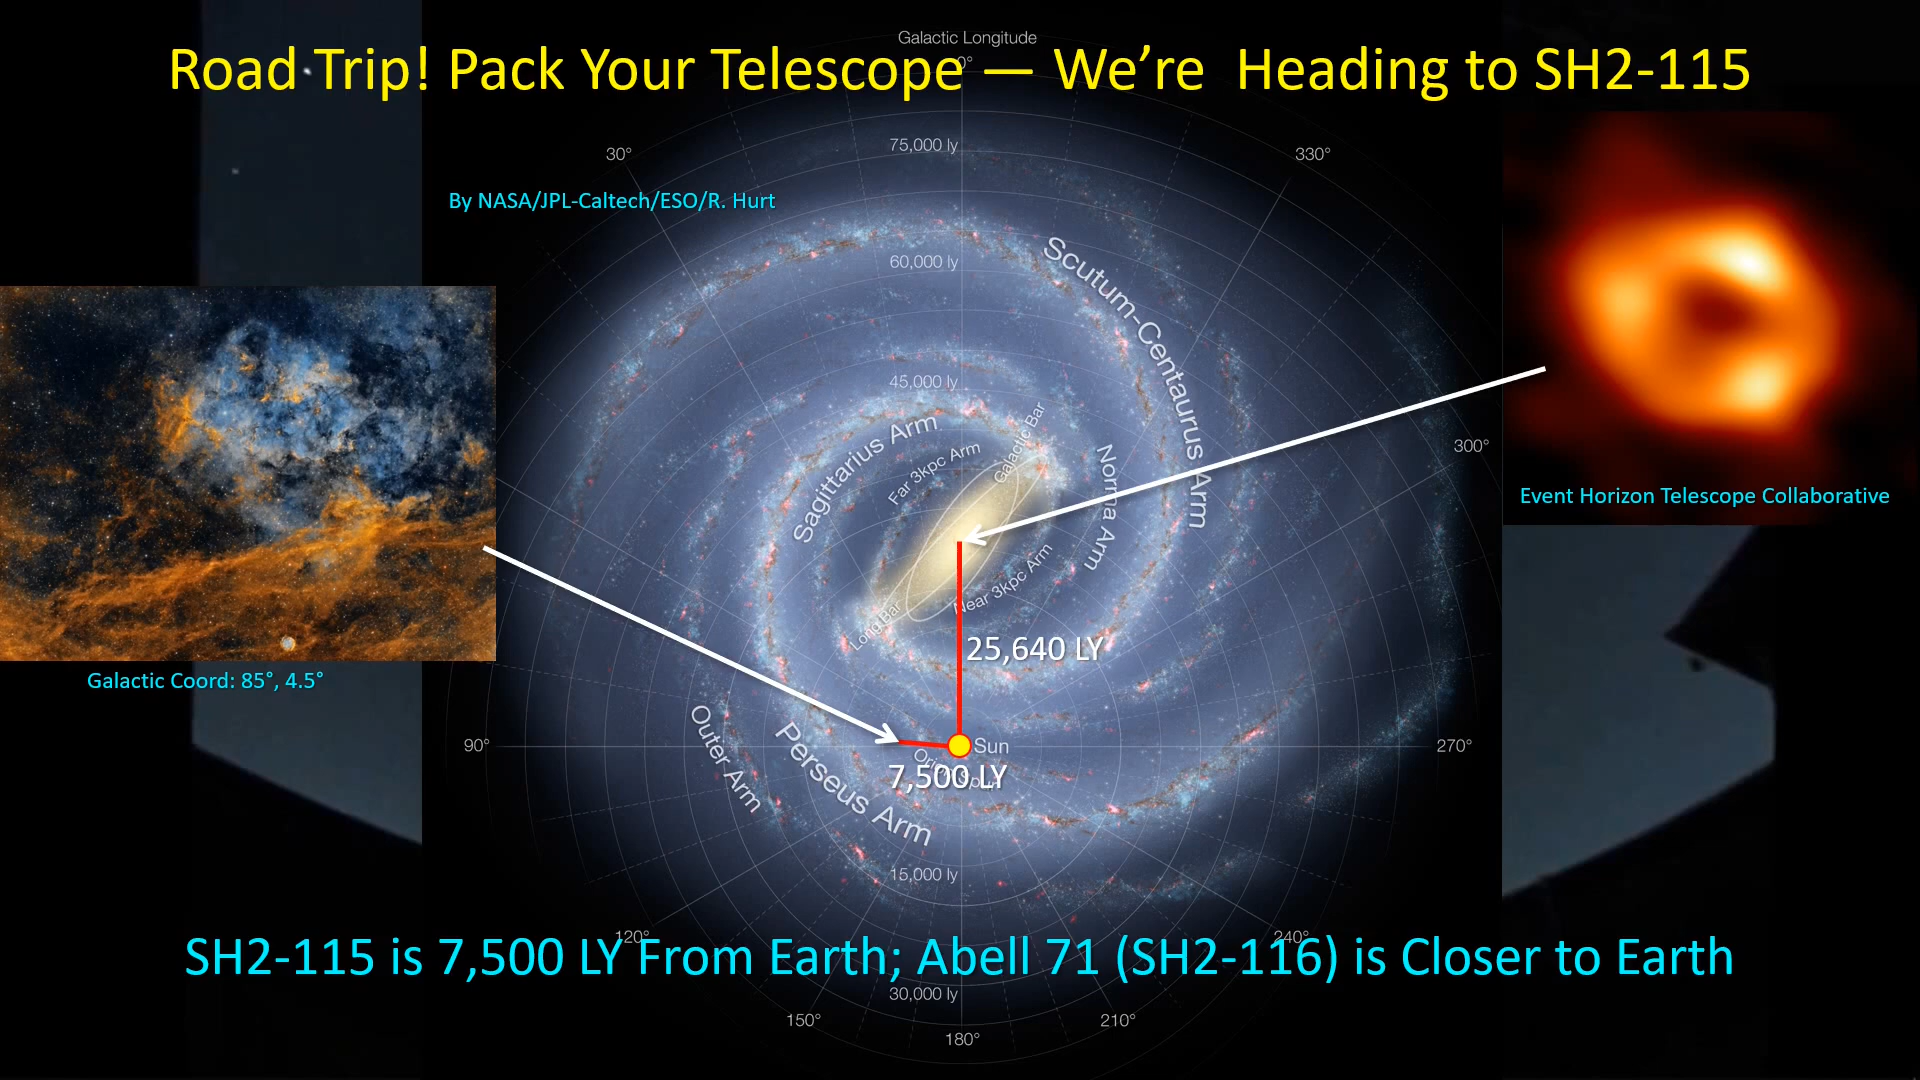 Galactic Longitude
0°
Road Trip! Pack Your Telescope — We’re  Heading to SH2-115
30°
75,000 ly
330°
By NASA/JPL-Caltech/ESO/R. Hurt
60,000 ly
Scutum-Centaurus Arm
45,000 ly
Sagittarius Arm
Far 3kpc Arm
Galactic Bar
Norma Arm
300°
Event Horizon Telescope Collaborative
Near 3kpc Arm
Long Bar
25,640 LY
Galactic Coord: 85°, 4.5°
Outer Arm
Perseus Arm
90°
Sun
270°
Orion Spur
7,500 LY
15,000 ly
120°
240°
SH2-115 is 7,500 LY From Earth; Abell 71 (SH2-116) is Closer to Earth
30,000 ly
150°
210°
180°